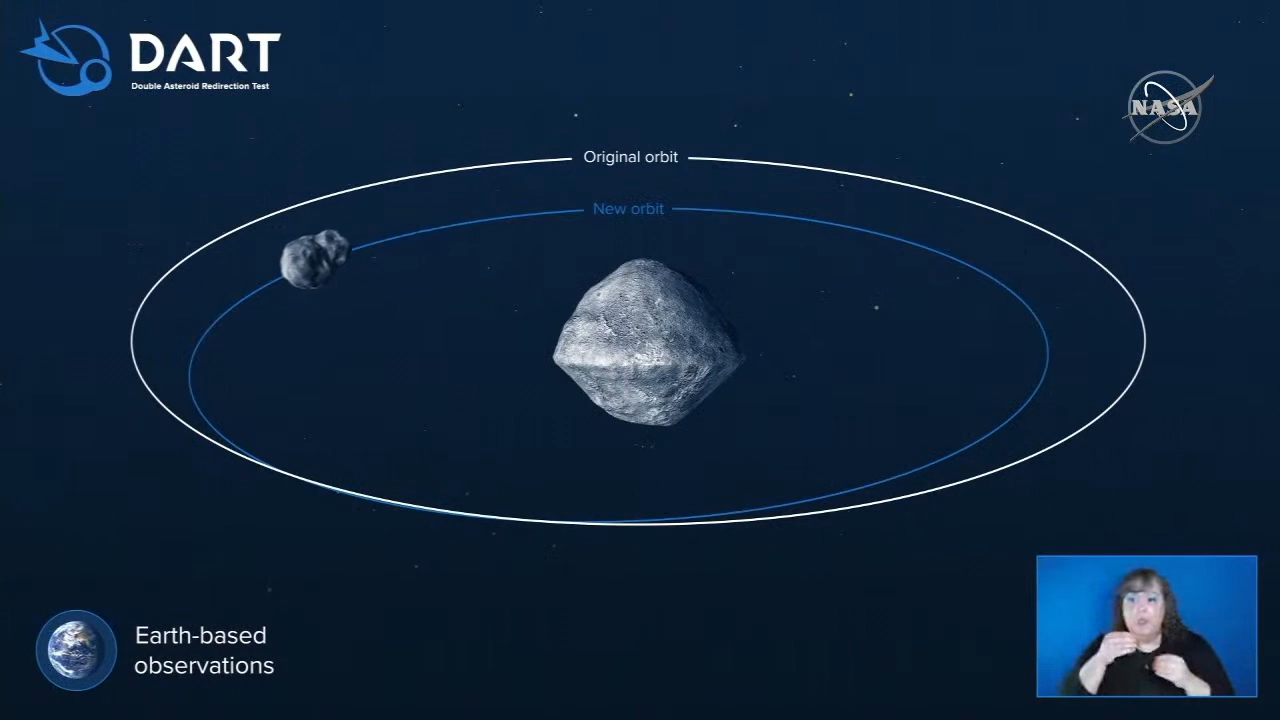 DART
Double Asteroid Redirection Test
NASA
Original orbit
New orbit
Earth-based
observations